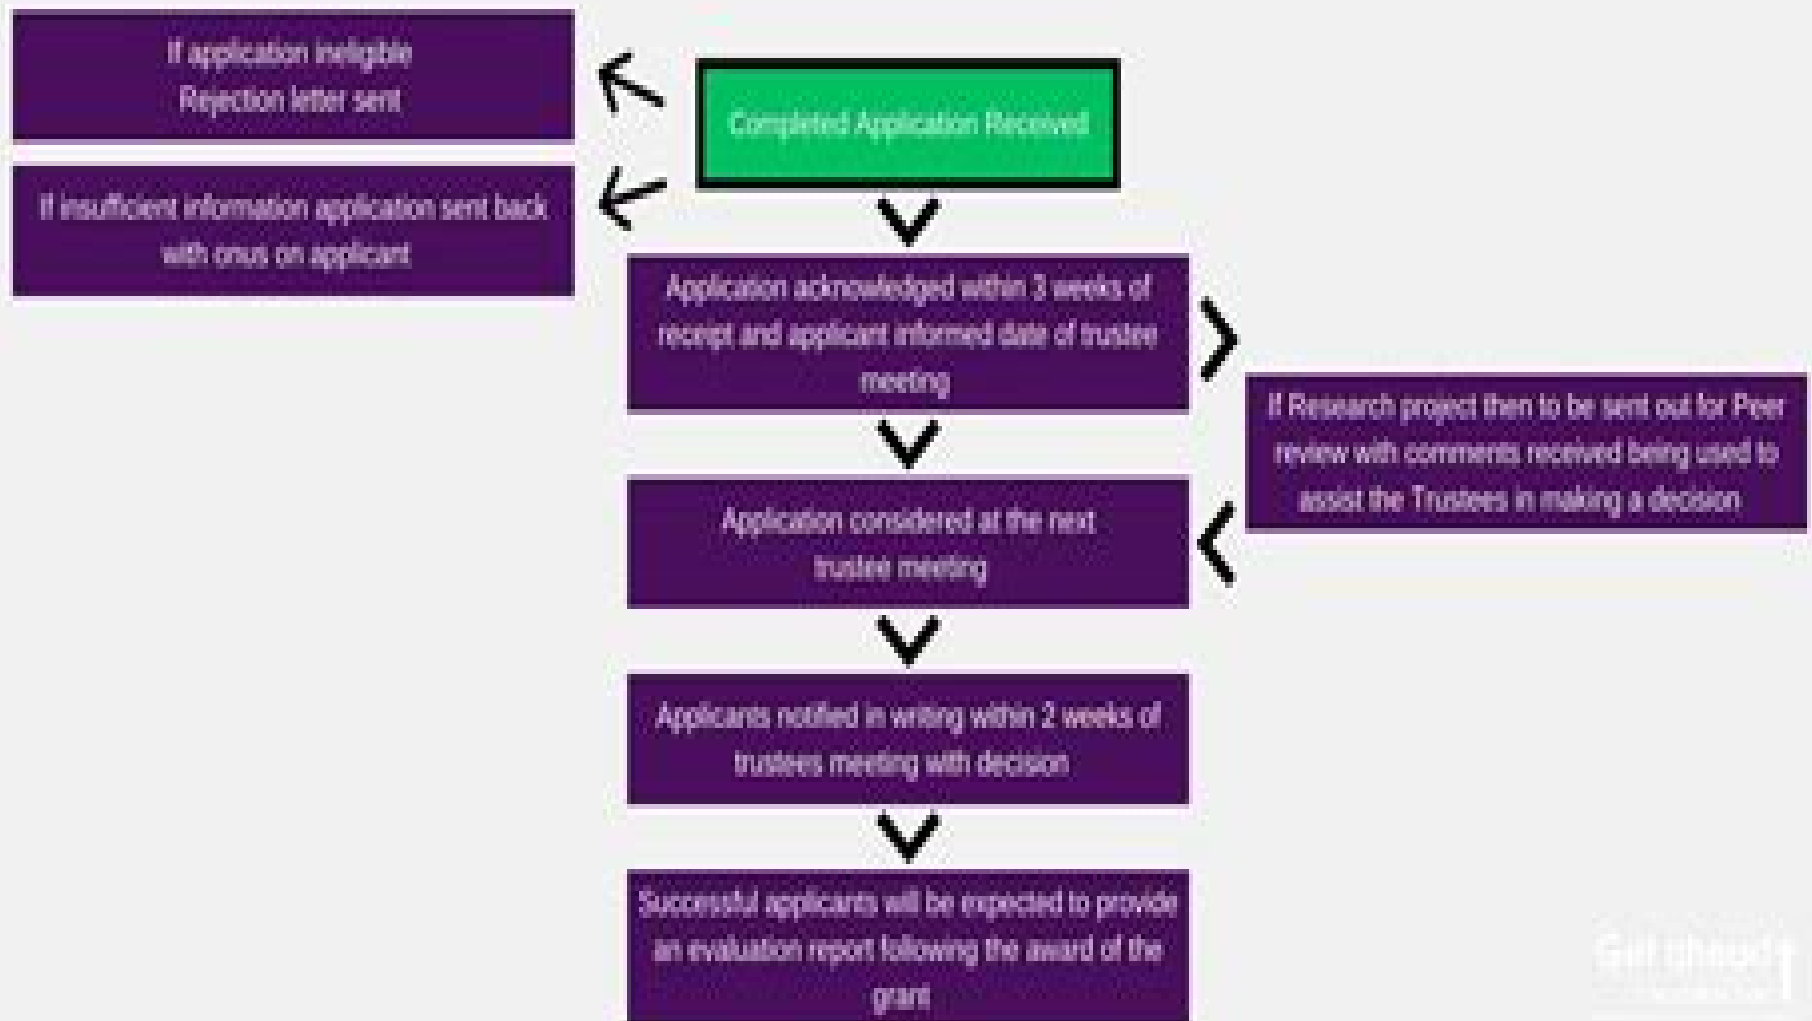 If application ineligible
Rejection letter sent
Completed Application Received
If insufficient information application sent back
with onus on applicant
Application acknowledged within 3 weeks of
receipt and applicant informed date of trustee
meeting
If Research project then to be sent out for Peer
review with comments received being used to
assist the Trustees in making a decision
Application considered at the next
trustee meeting
Applicants notified in writing within 2 weeks of
trustees meeting with decision
Successful applicants will be expected to provide
an evaluation report following the award of the
grant
Get ahead